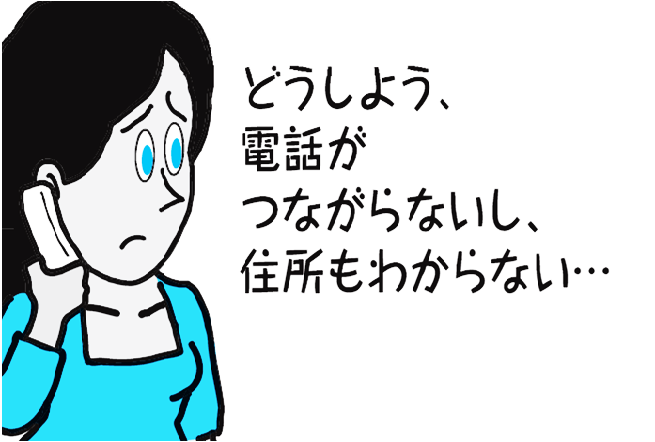 どうしよう、
電話が
つながらないし、
住所もわからない…